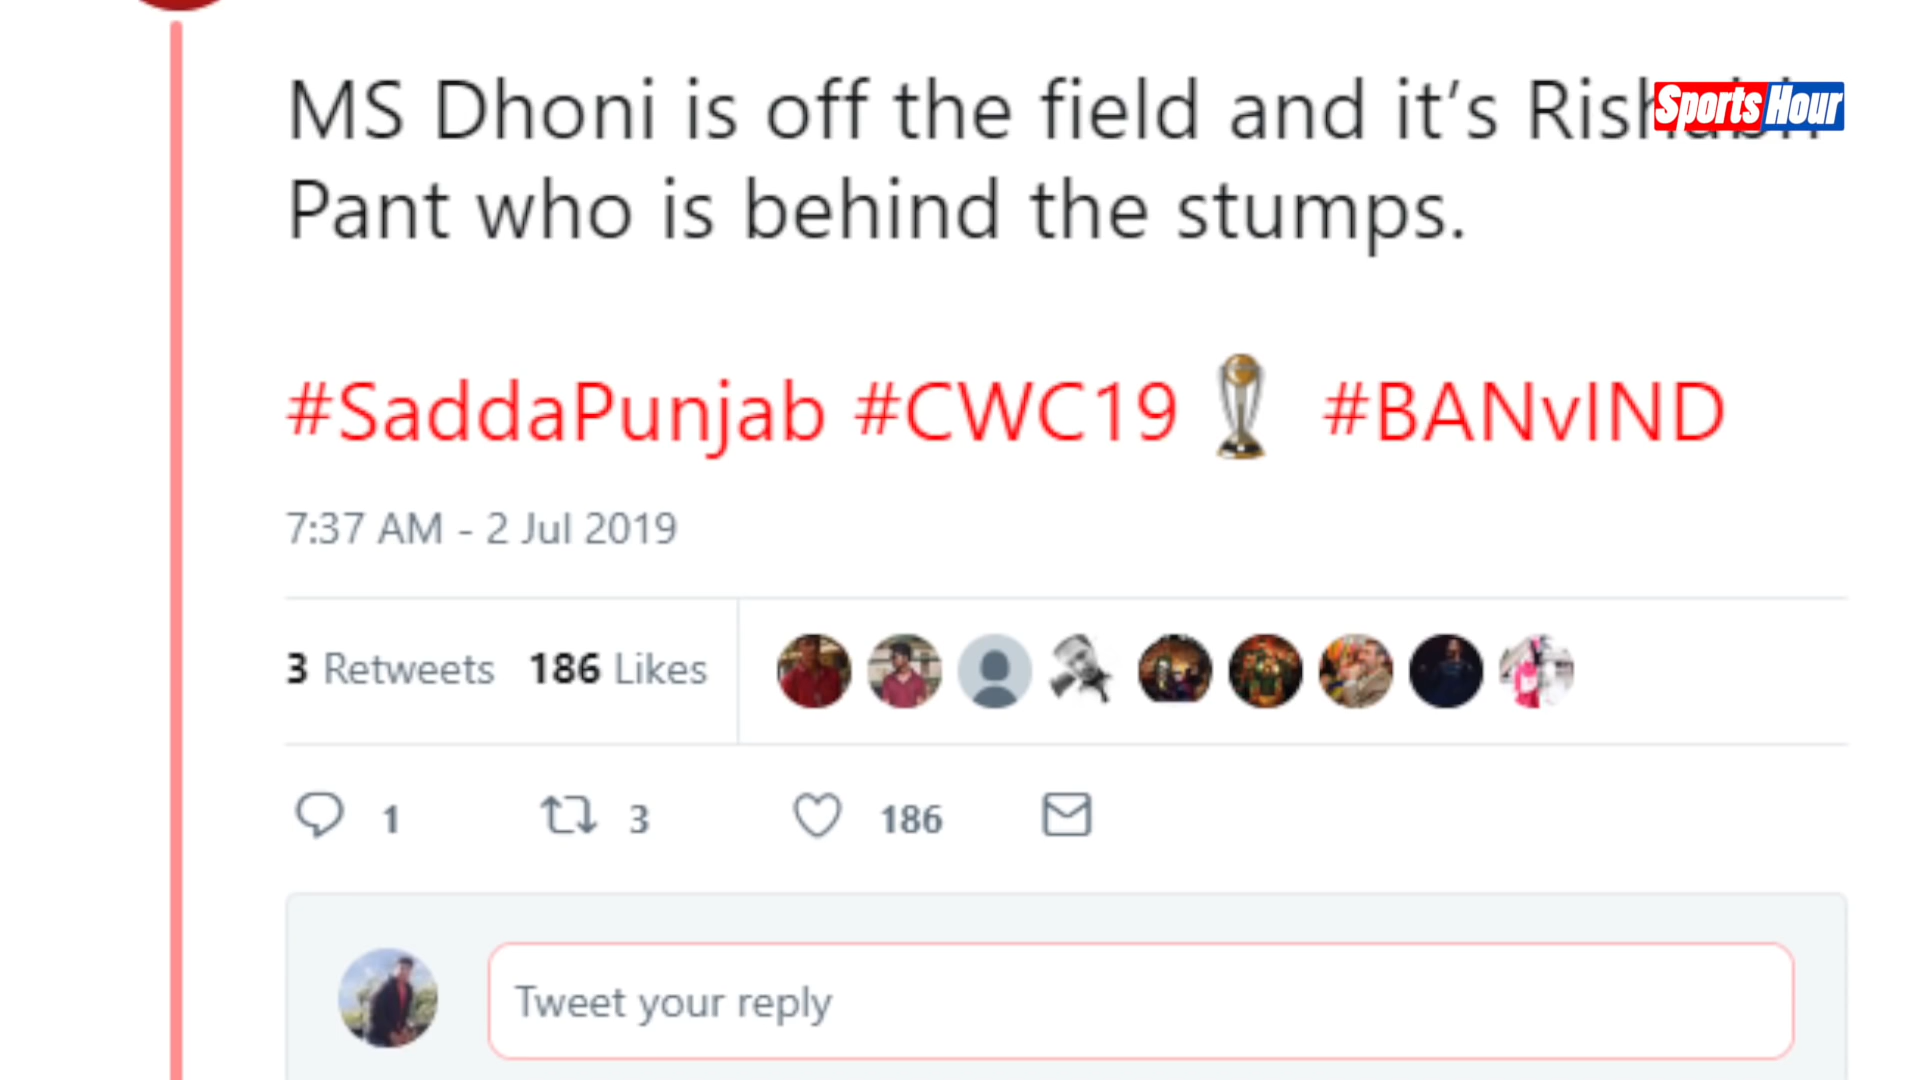 MS Dhoni is off the field and it's Rishabh
Sports Hour
Pant who is behind the stumps.
#SaddaPunjab #CWC19 #BANvIND
7:37 AM - 2 Jul 2019
3 Retweets 186 Likes
1 3 186
Tweet your reply